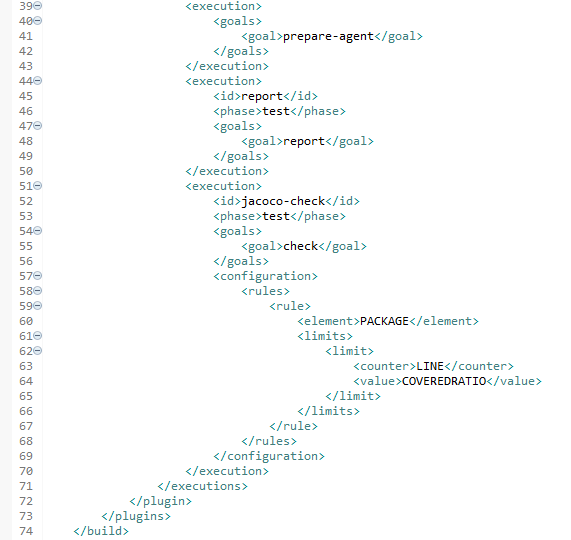 39 <execution>
40 <goals>
41 <goal>prepare-agent</goal>
42 </goals>
43 </execution>
44 <execution>
45 <id>report</id>
46 <phase>test</phase>
47 <goals>
48 <goal>report</goal>
49 </goals>
50 </execution>
51 <execution>
52 <id>jacoco-check</id>
53 <phase>test</phase>
54 <goals>
55 <goal>check</goal>
56 </goals>
57 <configuration>
58 <rules>
59 <rule>
60 <element>PACKAGE</element>
61 <limits>
62 <limit>
63 <counter>LINE</counter>
64 <value>COVEREDRATIO</value>
65 </limit>
66 </limits>
67 </rule>
68 </rules>
69 </configuration>
70 </execution>
71 </executions>
72 </plugin>
73 </plugins>
74 </build>